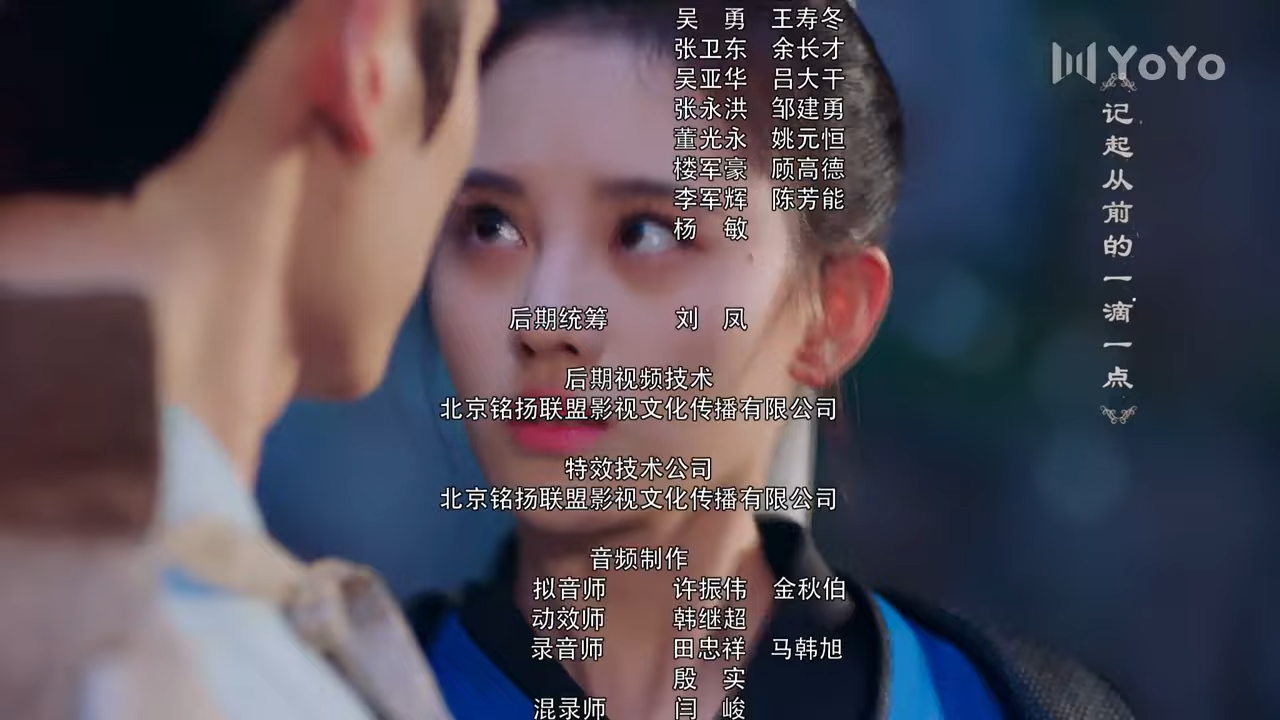 吴 勇 王寿冬
张卫东 余长才
吴亚华 吕大干
张永洪 邹建勇
董光永 姚元恒
楼军豪 顾高德
李军辉 陈芳能
杨 敏
后期统筹 刘 凤
后期视频技术
北京铭扬联盟影视文化传播有限公司
特效技术公司
北京铭扬联盟影视文化传播有限公司
音频制作
拟音师 许振伟 金秋伯
动效师 韩继超
录音师 田忠祥 马韩旭
殷 实
混录师 闫 峻
YoYo
记起从前的一滴一点